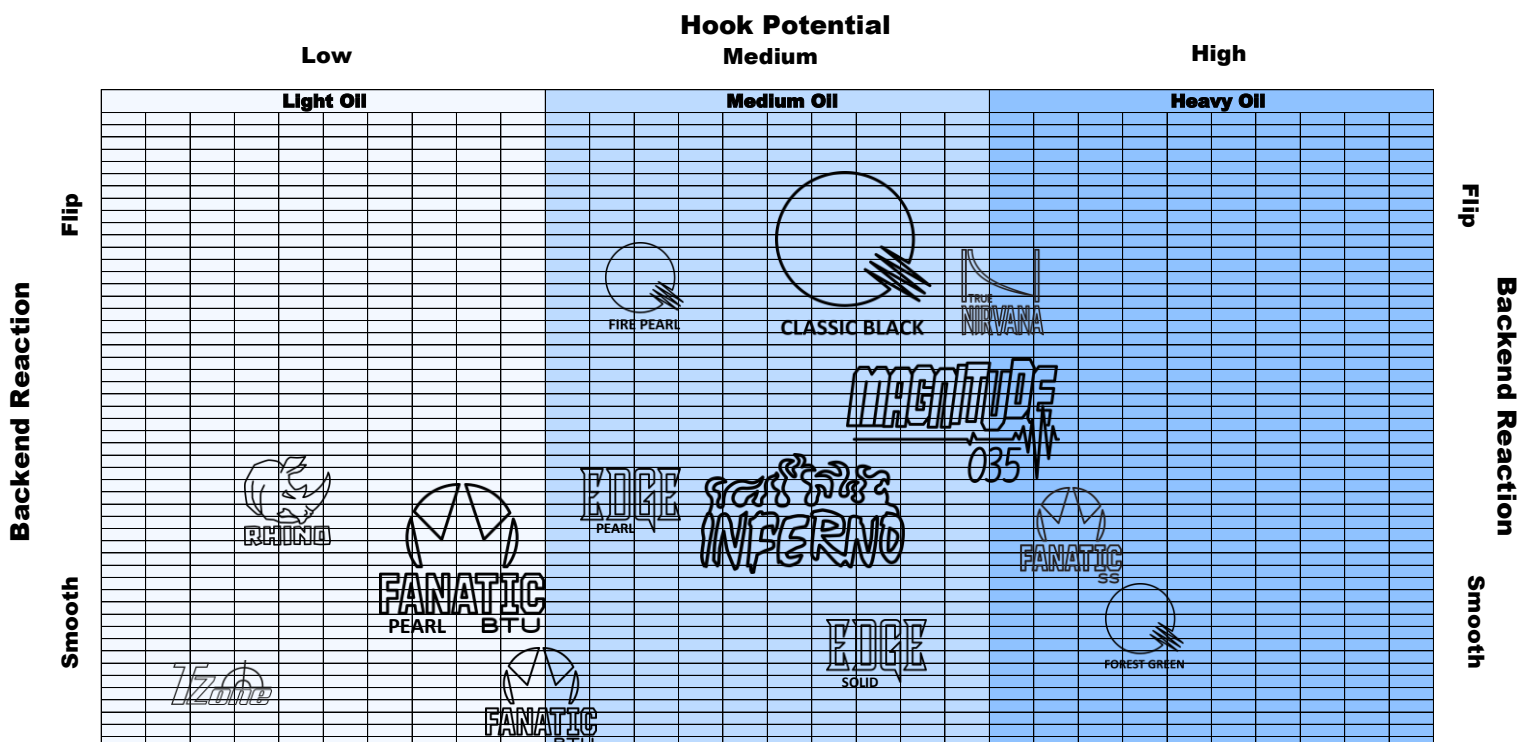 Hook Potential
Low
Medium
High
Light Oil
Medium Oil
Heavy Oil
Flip
Flip
Backend Reaction
Backend Reaction
Smooth
Smooth
FIRE PEARL
CLASSIC BLACK
TRUE
NIRVANA
MAGNITUDE
035
RHINO
EDGE
PEARL
INFERNO
FANATIC
PEARL BTU
FANATIC
SS
EDGE
SOLID
FOREST GREEN
TZone
FANATIC
BTU